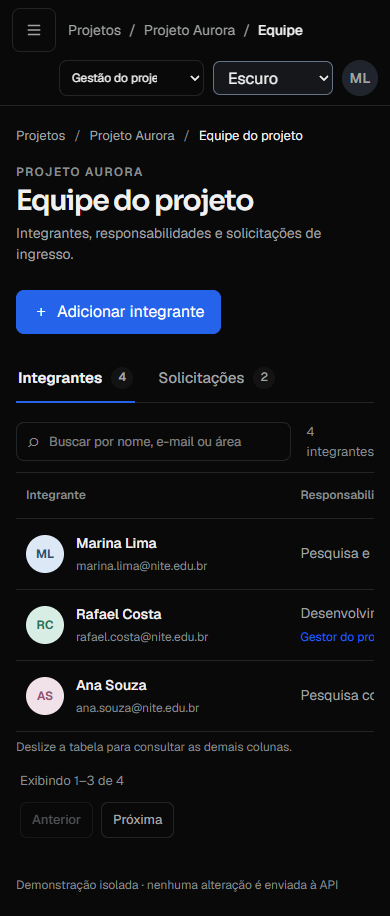 Projetos / Projeto Aurora / Equipe
Gestão do proje
Escuro
ML
Projetos / Projeto Aurora / Equipe do projeto
PROJETO AURORA
Equipe do projeto
Integrantes, responsabilidades e solicitações de
ingresso.
+ Adicionar integrante
Integrantes 4 Solicitações 2
Buscar por nome, e-mail ou área
4
integrantes
Integrante Responsabili
ML
Marina Lima
marina.lima@nite.edu.br
Pesquisa e
RC
Rafael Costa
rafael.costa@nite.edu.br
Desenvolvir
Gestor do pro
AS
Ana Souza
ana.souza@nite.edu.br
Pesquisa co
Deslize a tabela para consultar as demais colunas.
Exibindo 1–3 de 4
Anterior Próxima
Demonstração isolada · nenhuma alteração é enviada à API